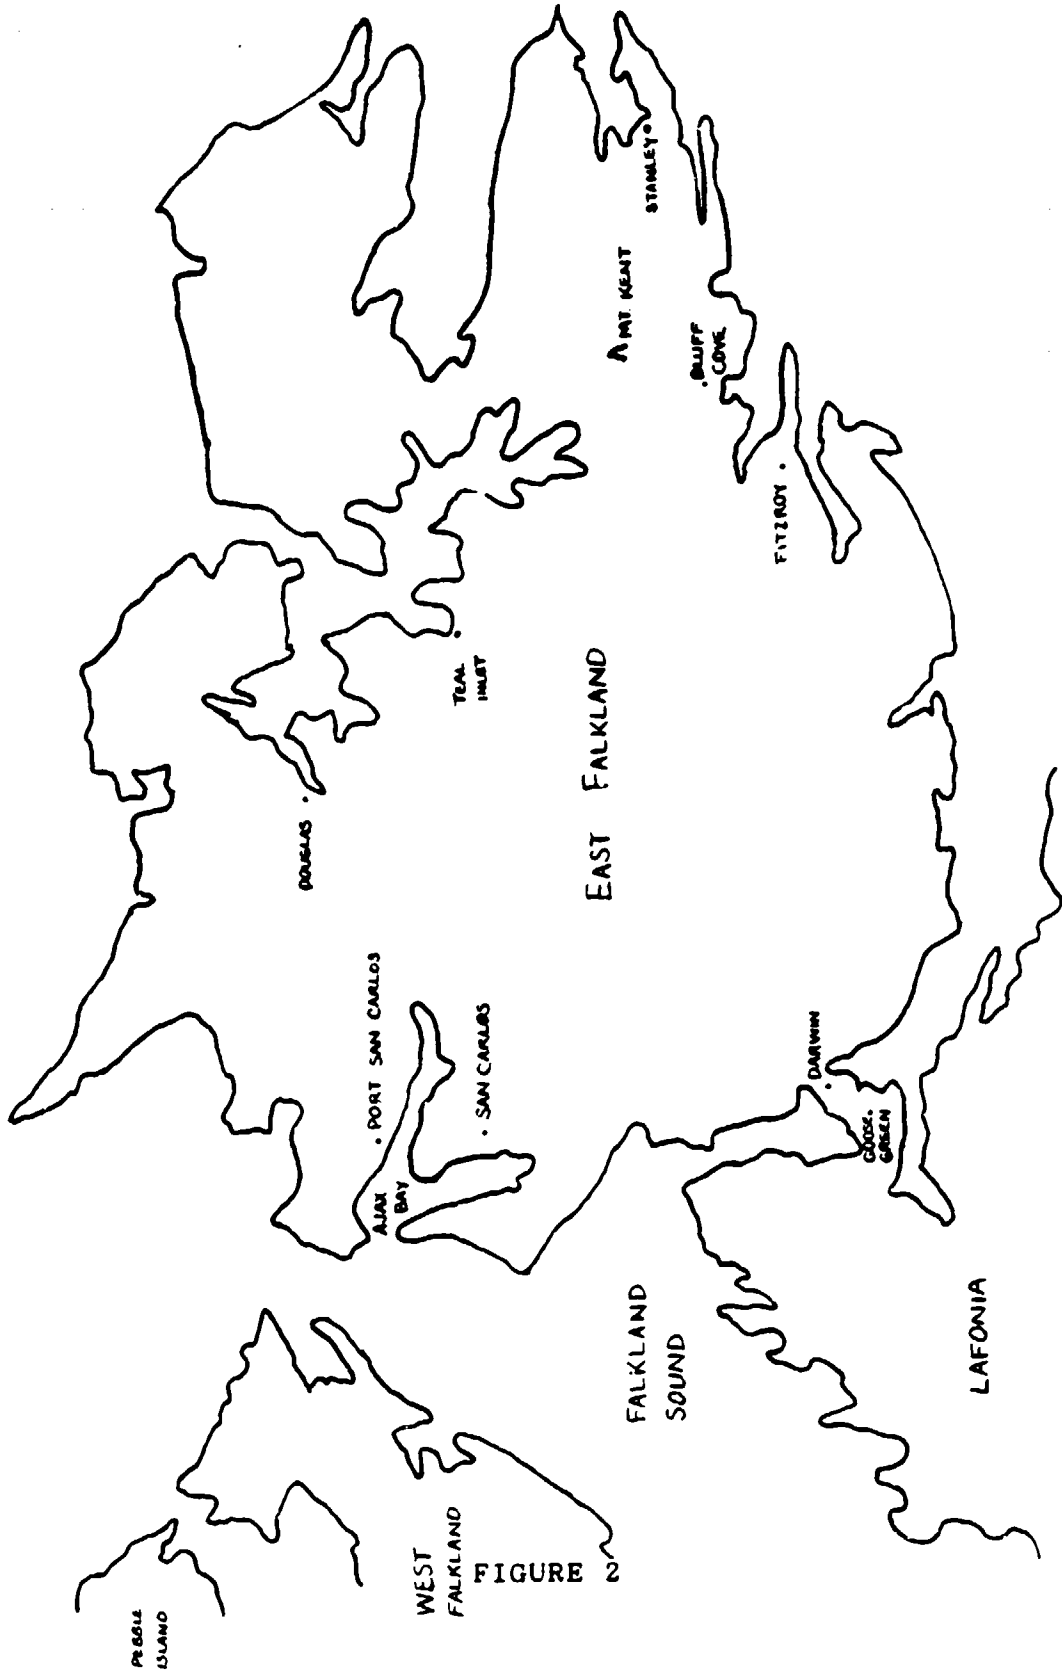 PEBBLE
ISLAND
WEST
FALKLAND
FALKLAND
SOUND
LAFONIA
AJAX
BAY
PORT SAN CARLOS
SAN CARLOS
GOOSE
GREEN
DARWIN
DOUGLAS
TEAL
INLET
EAST FALKLAND
FITZROY
BLUFF
COVE
MT. KENT
STANLEY
FIGURE 2